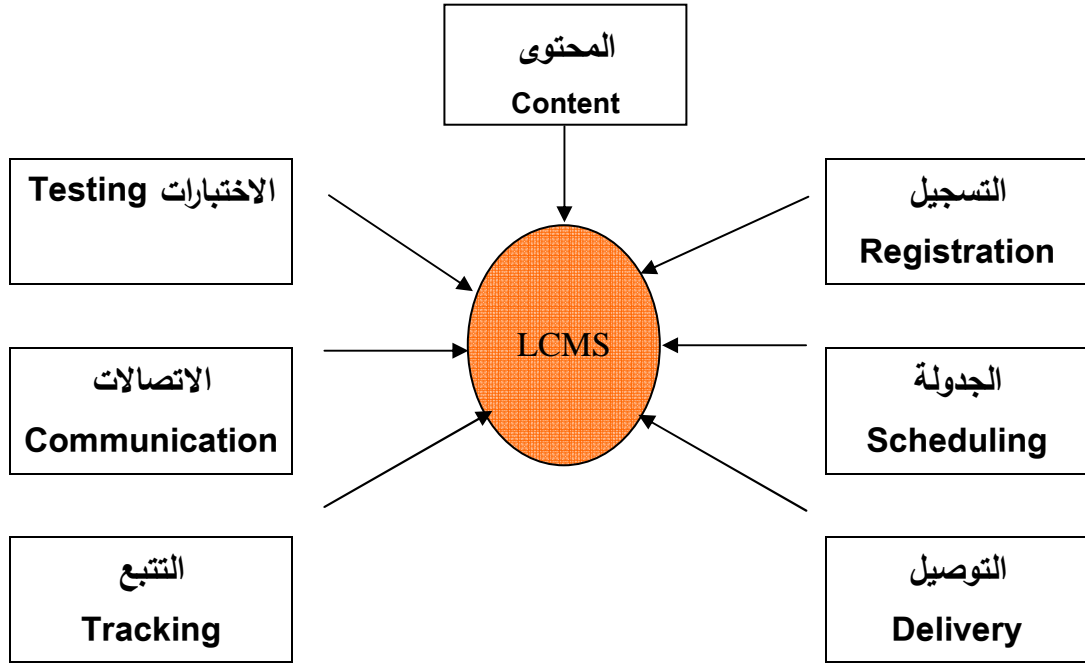 المحتوى
Content
الاختبارات Testing
التسجيل
Registration
LCMS
الاتصالات
Communication
الجدولة
Scheduling
التتبع
Tracking
التوصيل
Delivery